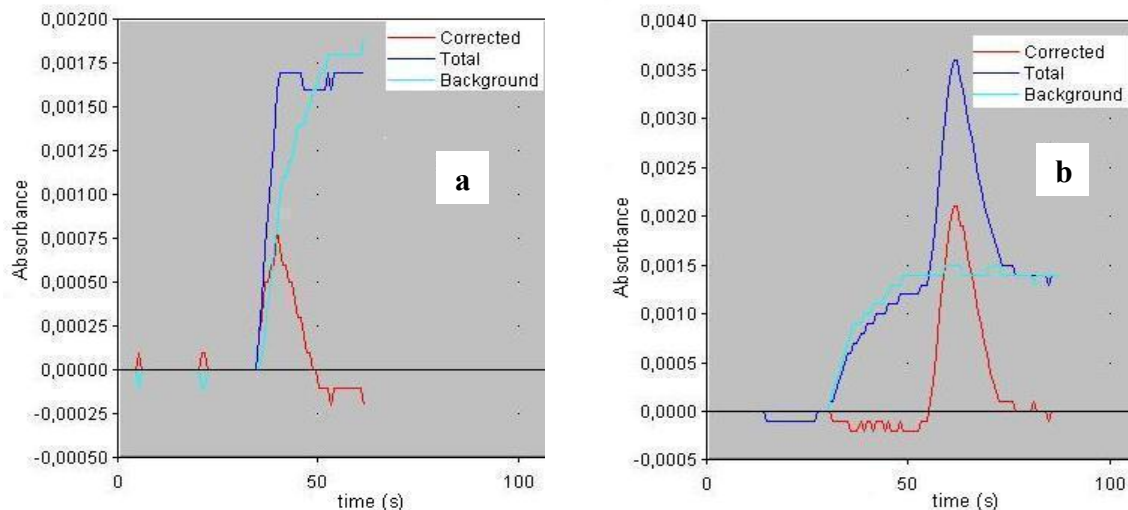 0,00200
0,00175
0,00150
0,00125
0,00100
0,00075
0,00050
0,00025
0,00000
-0,00025
-0,00050
Absorbance
Corrected
Total
Background
a
0
50
100
time (s)
0,0040
0,0035
0,0030
0,0025
0,0020
0,0015
0,0010
0,0005
0,0000
-0,0005
Absorbance
Corrected
Total
Background
b
0
50
100
time (s)